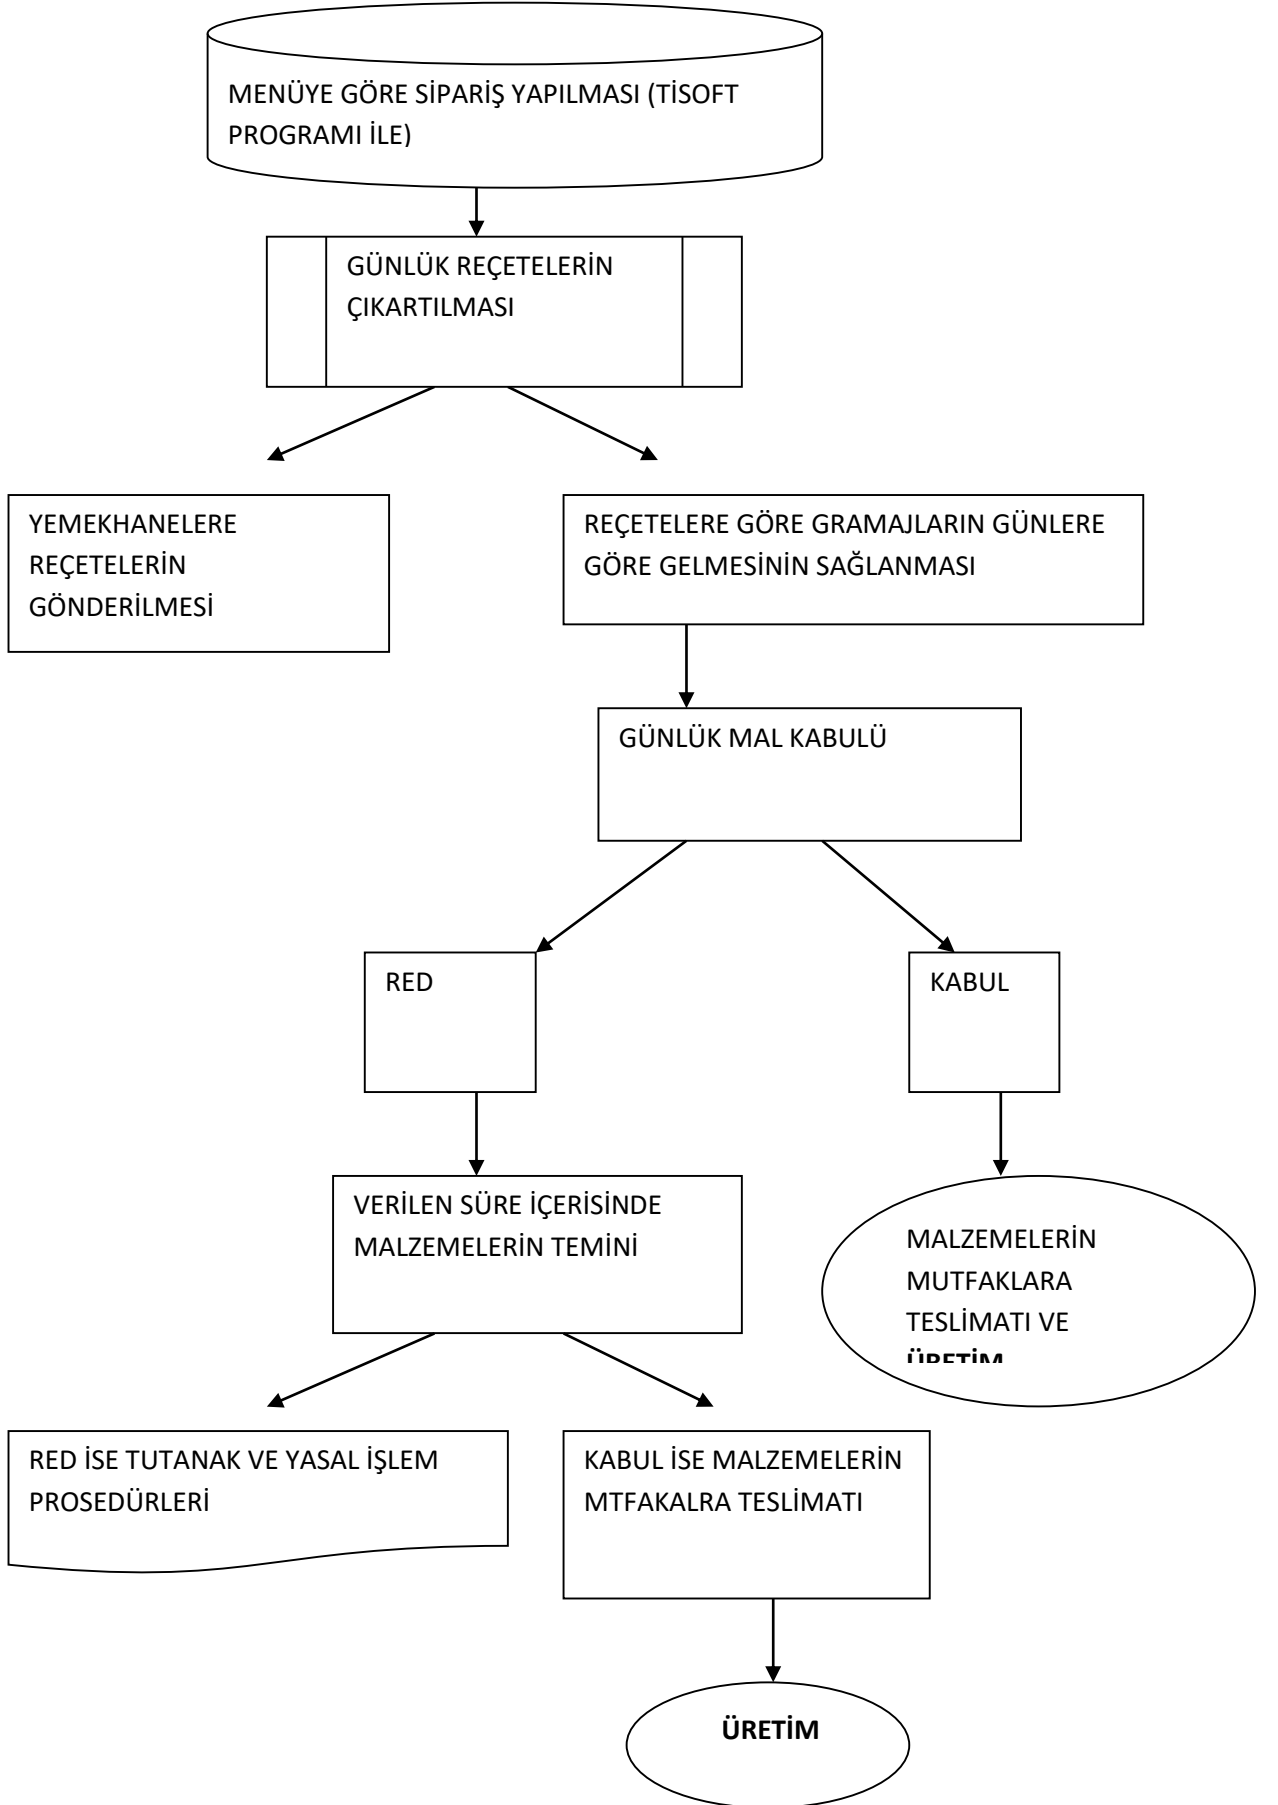 MENÜYE GÖRE SİPARİŞ YAPILMASI (TİSOFT
PROGRAMI İLE)
GÜNLÜK REÇETELERİN
ÇIKARTILMASI
YEMEKHANELERE
REÇETELERİN
GÖNDERİLMESİ
REÇETELERE GÖRE GRAMAJLARIN GÜNLERE
GÖRE GELMESİNİN SAĞLANMASI
GÜNLÜK MAL KABULÜ
RED
KABUL
VERİLEN SÜRE İÇERİSİNDE
MALZEMELERİN TEMİNİ
MALZEMELERİN
MUTFAKLARA
TESLİMATI VE
ÜRETİM
RED İSE TUTANAK VE YASAL İŞLEM
PROSEDÜRLERİ
KABUL İSE MALZEMELERİN
MTFAKALRA TESLİMATI
ÜRETİM